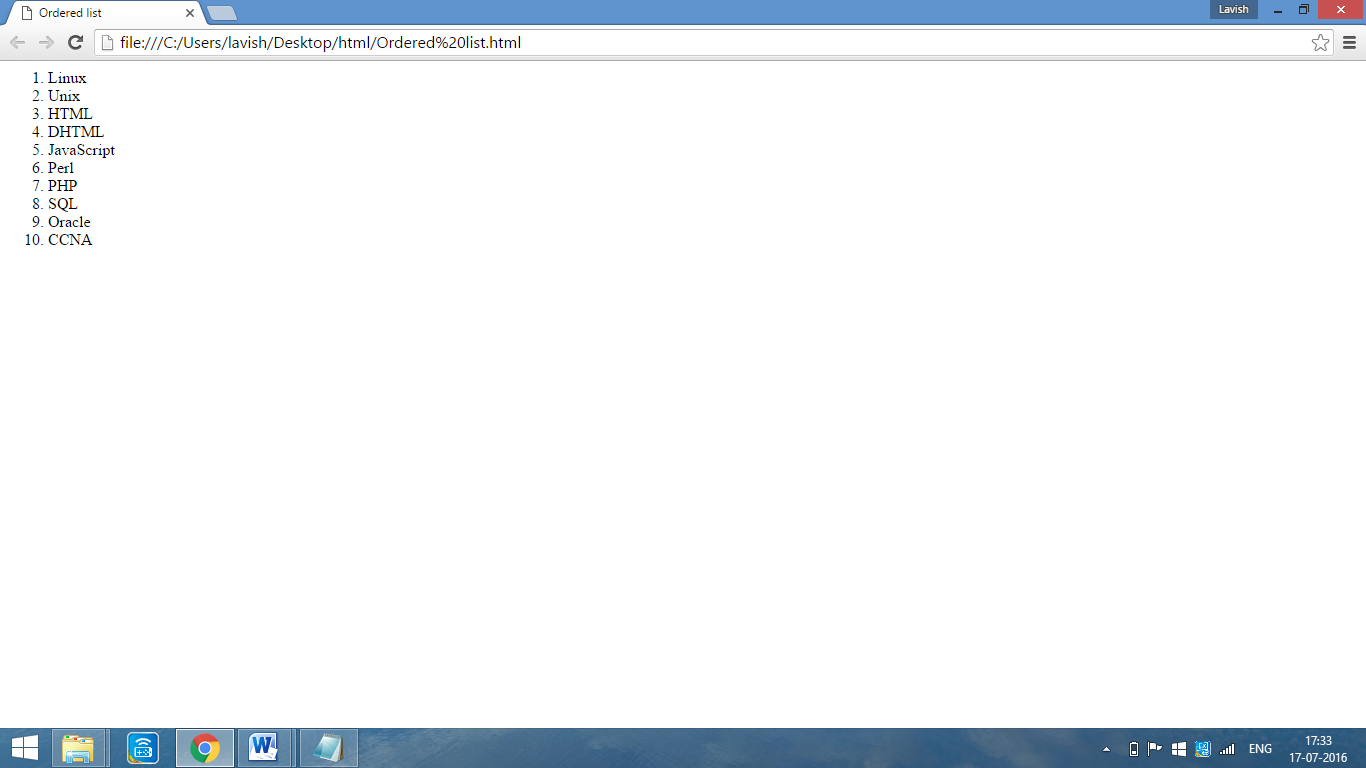 Ordered list
Lavish
file:///C:/Users/lavish/Desktop/html/Ordered%20list.html
1. Linux
2. Unix
3. HTML
4. DHTML
5. JavaScript
6. Perl
7. PHP
8. SQL
9. Oracle
10. CCNA
ENG
17:33
17-07-2016